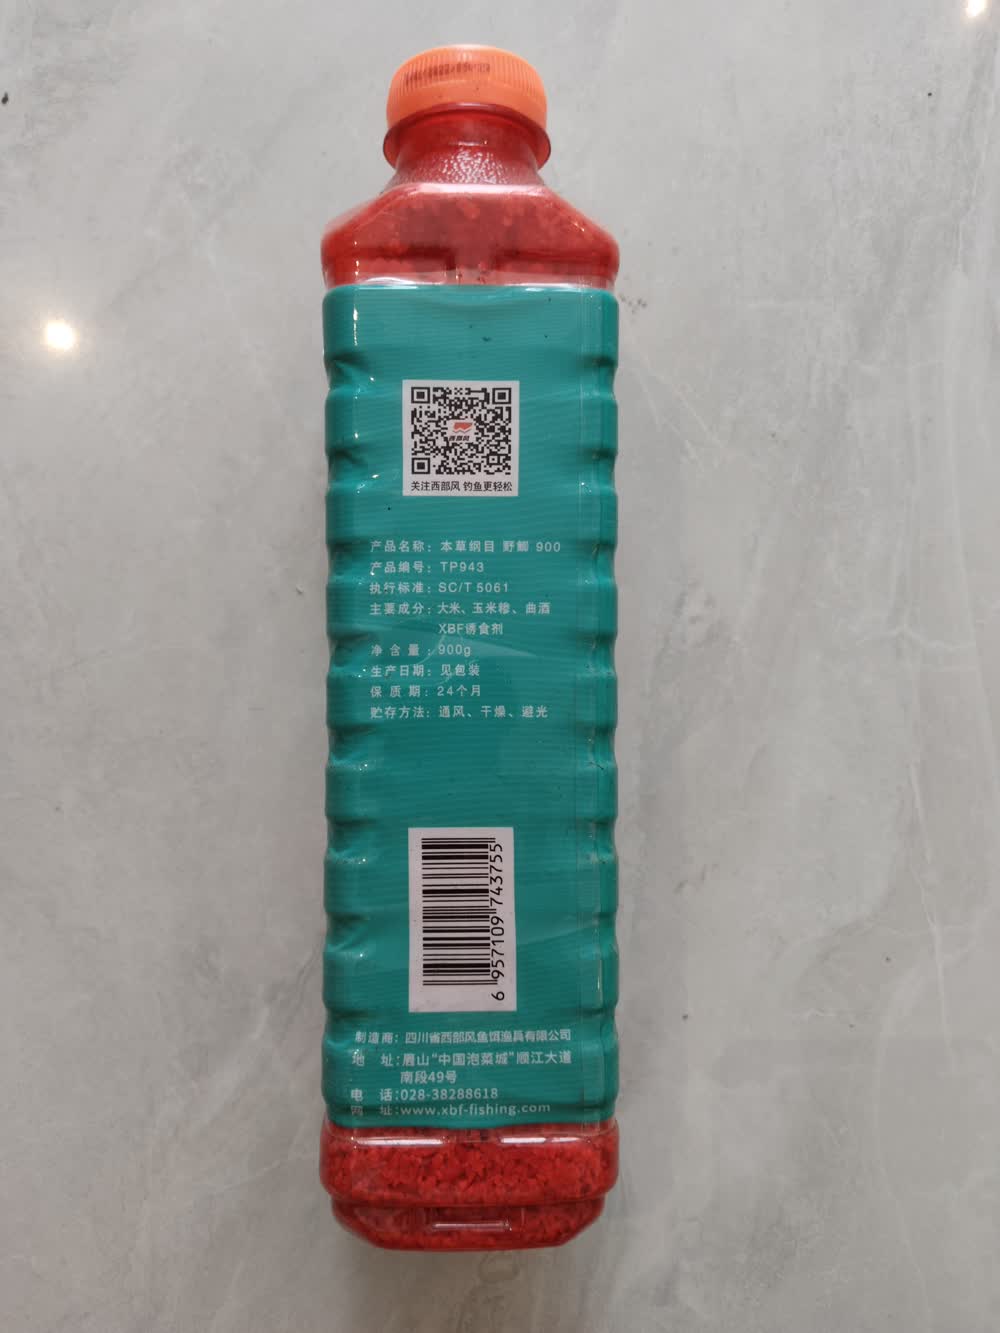 西部风
关注西部风 钓鱼更轻松
产品名称：本草纲目 野鲫 900
产品编号：TP943
执行标准：SC/T 5061
主要成分：大米、玉米糁、曲酒
XBF诱食剂
净 含 量：900g
生产日期：见包装
保 质 期：24个月
贮存方法：通风、干燥、避光
6 957109 743755
制造商：四川省西部风鱼饵渔具有限公司
地 址：眉山“中国泡菜城”顺江大道
南段49号
电 话：028-38288618
网 址：www.xbf-fishing.com